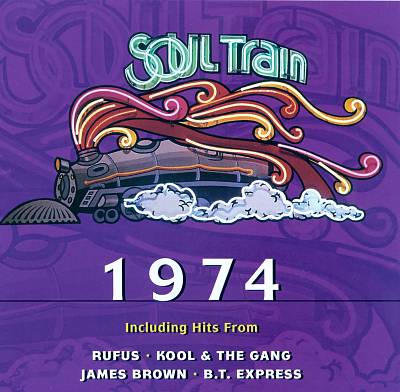 SOUL TRaiN
1974
Including Hits From
RUFUS · KOOL & THE GANG
JAMES BROWN · B.T. EXPRESS